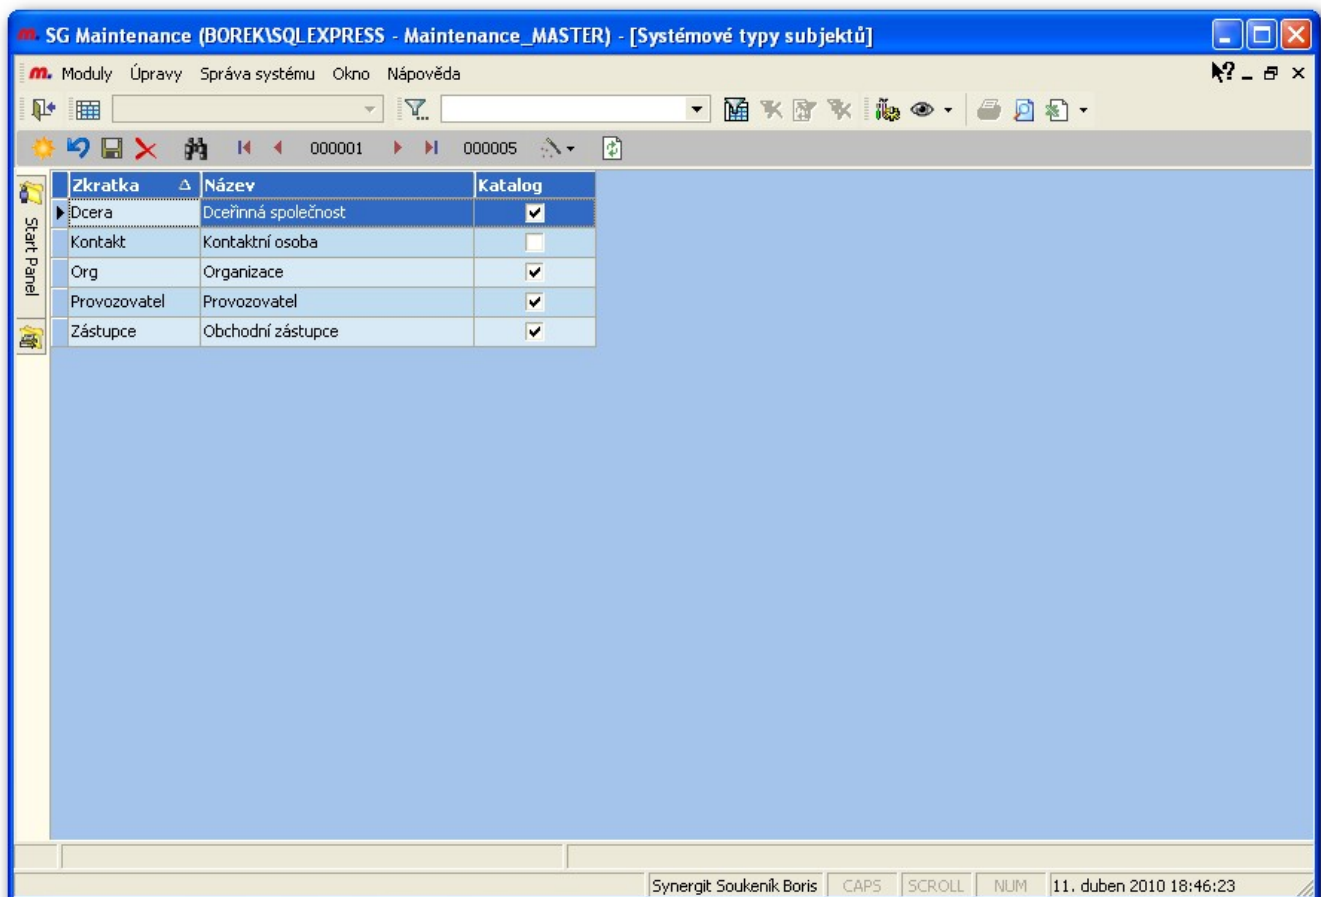 m. SG Maintenance (BOREK\SQLEXPRESS - Maintenance_MASTER) - [Systémové typy subjektů]
m. Moduly Úpravy Správa systému Okno Nápověda
000001 000005
Start Panel
Zkratka Název Katalog
Dcera Dceřinná společnost
Kontakt Kontaktní osoba
Org Organizace
Provozovatel Provozovatel
Zástupce Obchodní zástupce
Synergit Soukeník Boris CAPS SCROLL NUM 11. duben 2010 18:46:23